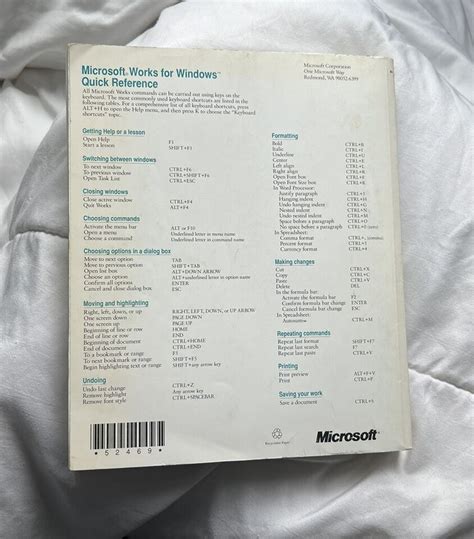 Microsoft Works for Windows™
Quick Reference
All Microsoft Works commands can be carried out using keys on the
keyboard. The most commonly used keyboard shortcuts are listed in the
following tables. For a comprehensive list of all keyboard shortcuts, press
ALT+H to open the Help menu, and then press K to choose the "Keyboard
shortcuts" topic.
Microsoft Corporation
One Microsoft Way
Redmond, WA 98052-6399
Getting Help or a lesson
Open Help F1
Start a lesson SHIFT+F1
Switching between windows
To next window CTRL+F6
To previous window CTRL+SHIFT+F6
Open Task List CTRL+ESC
Closing windows
Close active window CTRL+F4
Quit Works ALT+F4
Choosing commands
Activate the menu bar ALT or F10
Open a menu Underlined letter in menu name
Choose a command Underlined letter in command name
Choosing options in a dialog box
Move to next option TAB
Move to previous option SHIFT+TAB
Open list box ALT+DOWN ARROW
Choose an option ALT+underlined letter in option name
Confirm all options ENTER
Cancel and close dialog box ESC
Moving and highlighting
Right, left, down, or up RIGHT, LEFT, DOWN, or UP ARROW
One screen down PAGE DOWN
One screen up PAGE UP
Beginning of line or row HOME
End of line or row END
Beginning of document CTRL+HOME
End of document CTRL+END
To a bookmark or range F5
To next bookmark or range SHIFT+F5
Begin highlighting text or range SHIFT+any arrow key
Undoing
Undo last change CTRL+Z
Remove highlight Any arrow key
Remove font style CTRL+SPACEBAR
Formatting
Bold CTRL+B
Italic CTRL+I
Underline CTRL+U
Center CTRL+E
Left align CTRL+L
Right align CTRL+R
Open Font box CTRL+F
Open Font Size box CTRL+K
In Word Processor:
Justify paragraph CTRL+J
Hanging indent CTRL+H
Undo hanging indent CTRL+G
Nested indent CTRL+N
Undo nested indent CTRL+M
Space before a paragraph CTRL+O
No space before a paragraph CTRL+0 (zero)
In Spreadsheet:
Comma format
Percent format
Currency format
Making changes
Cut CTRL+X
Copy CTRL+C
Paste CTRL+V
Delete DEL
In the formula bar:
Activate the formula bar F2
Confirm formula bar change ENTER
Cancel formula bar change ESC
In Spreadsheet:
Autosum CTRL+M
Repeating commands
Repeat last format SHIFT+F7
Repeat last search F7
Repeat last paste CTRL+V
Printing
Print preview ALT+F+V
Print CTRL+P
Saving your work
Save a document CTRL+S
*52469*
Recyclable Paper
Microsoft